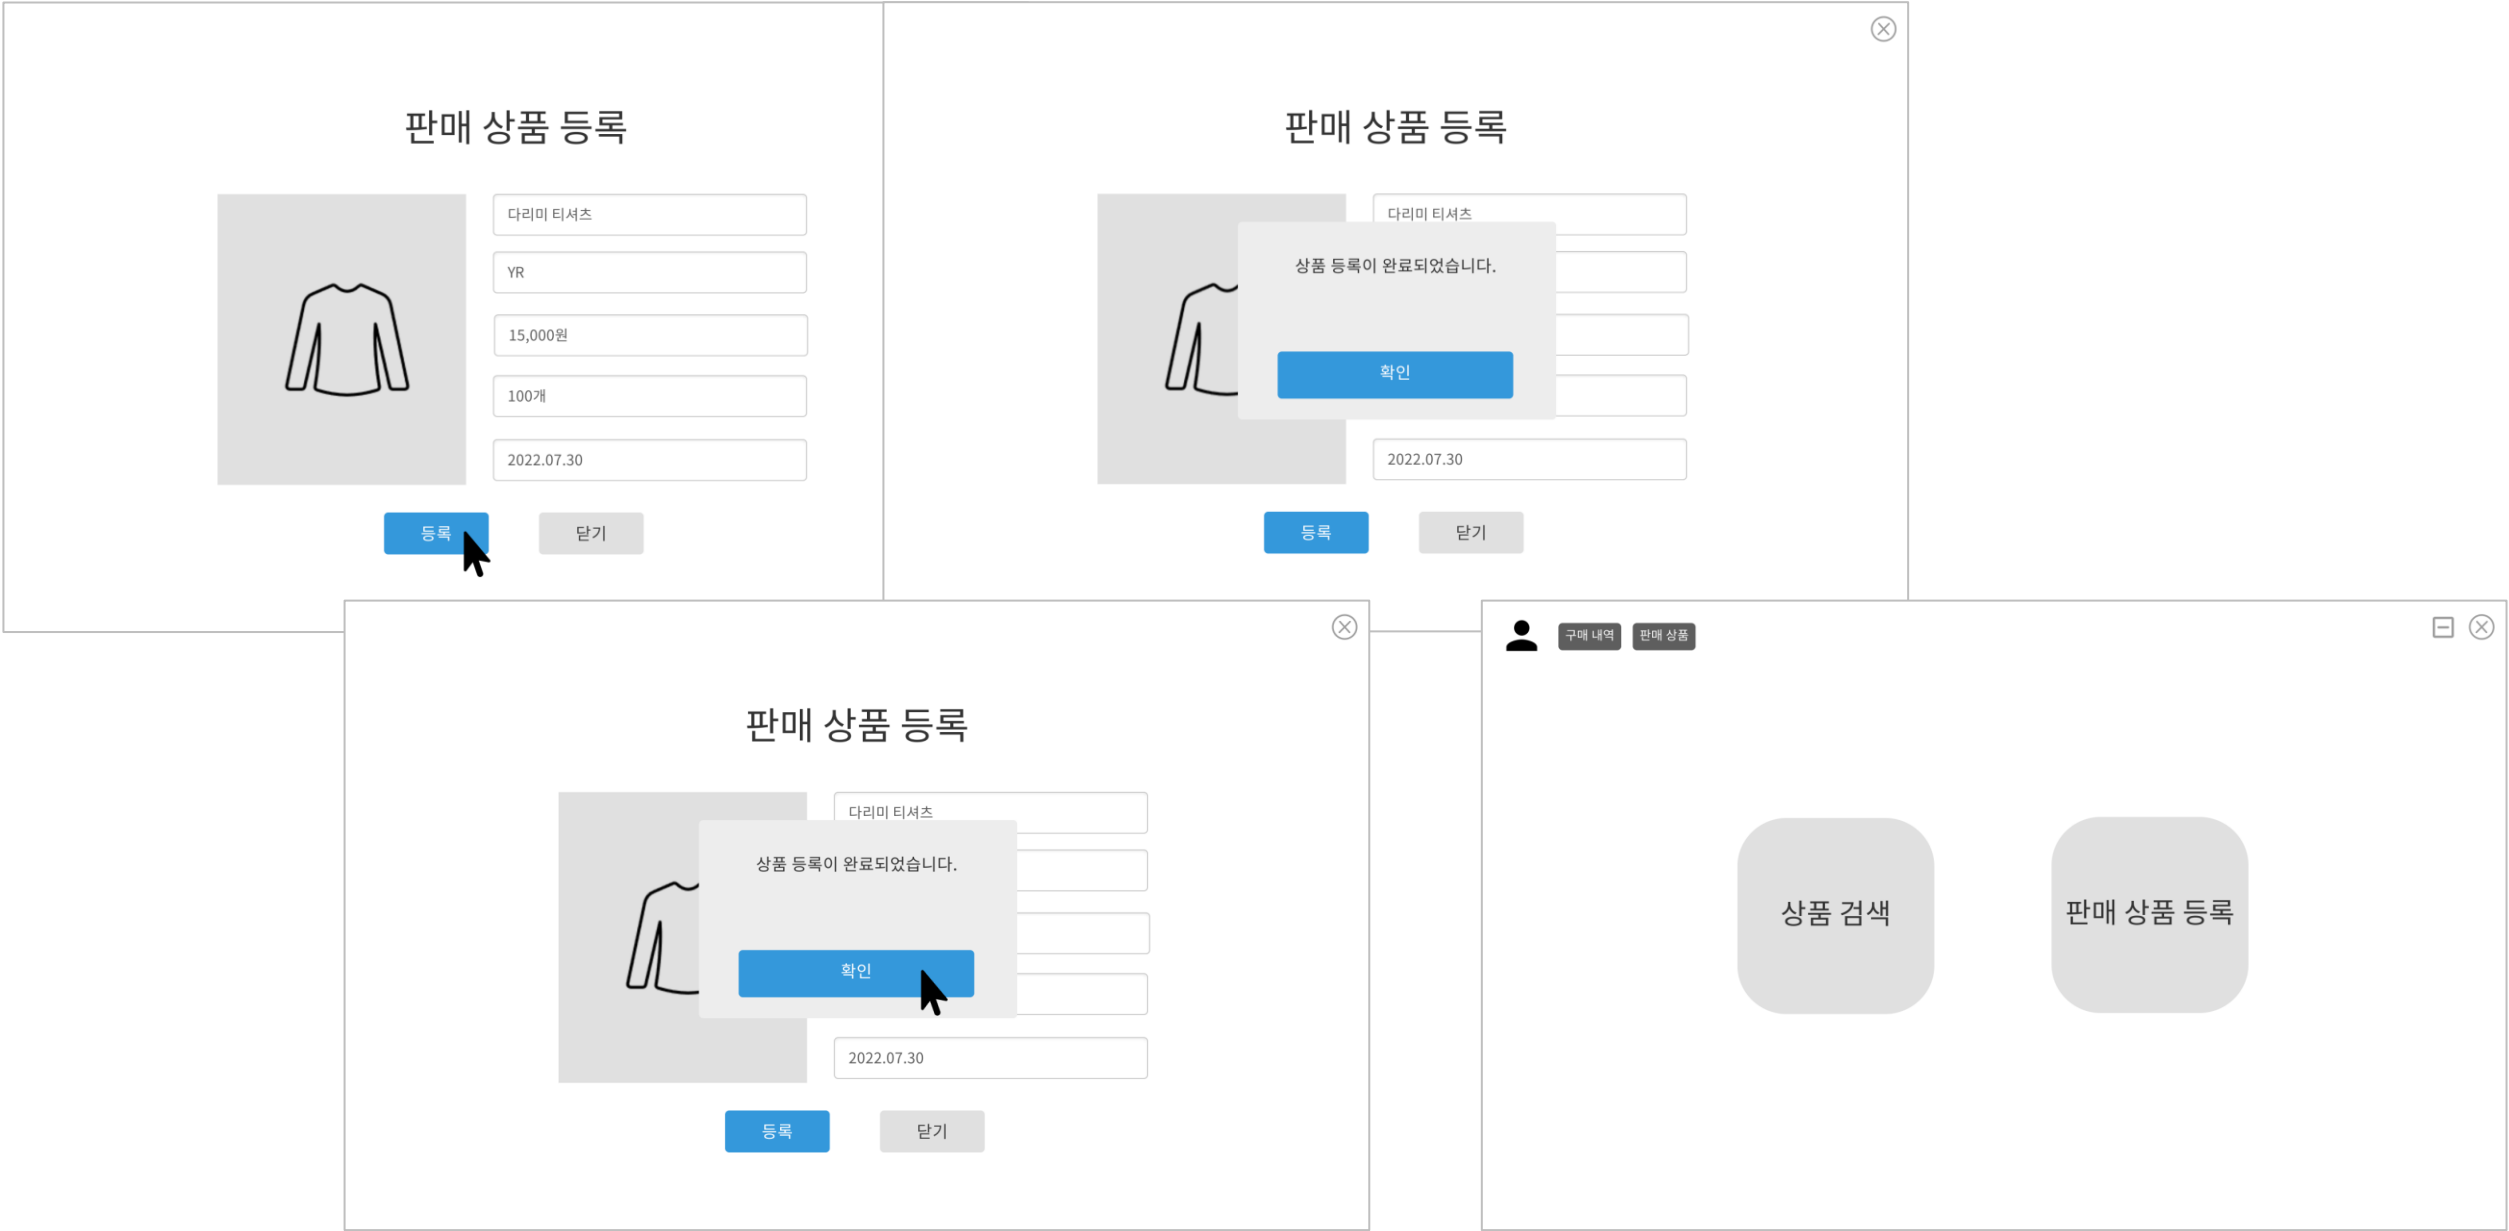 판매 상품 등록
다리미 티셔츠
YR
15,000원
100개
2022.07.30
등록
닫기
판매 상품 등록
다리미 티셔츠
상품 등록이 완료되었습니다.
확인
2022.07.30
등록
닫기
판매 상품 등록
다리미 티셔츠
상품 등록이 완료되었습니다.
확인
2022.07.30
등록
닫기
구매 내역
판매 상품
상품 검색
판매 상품 등록